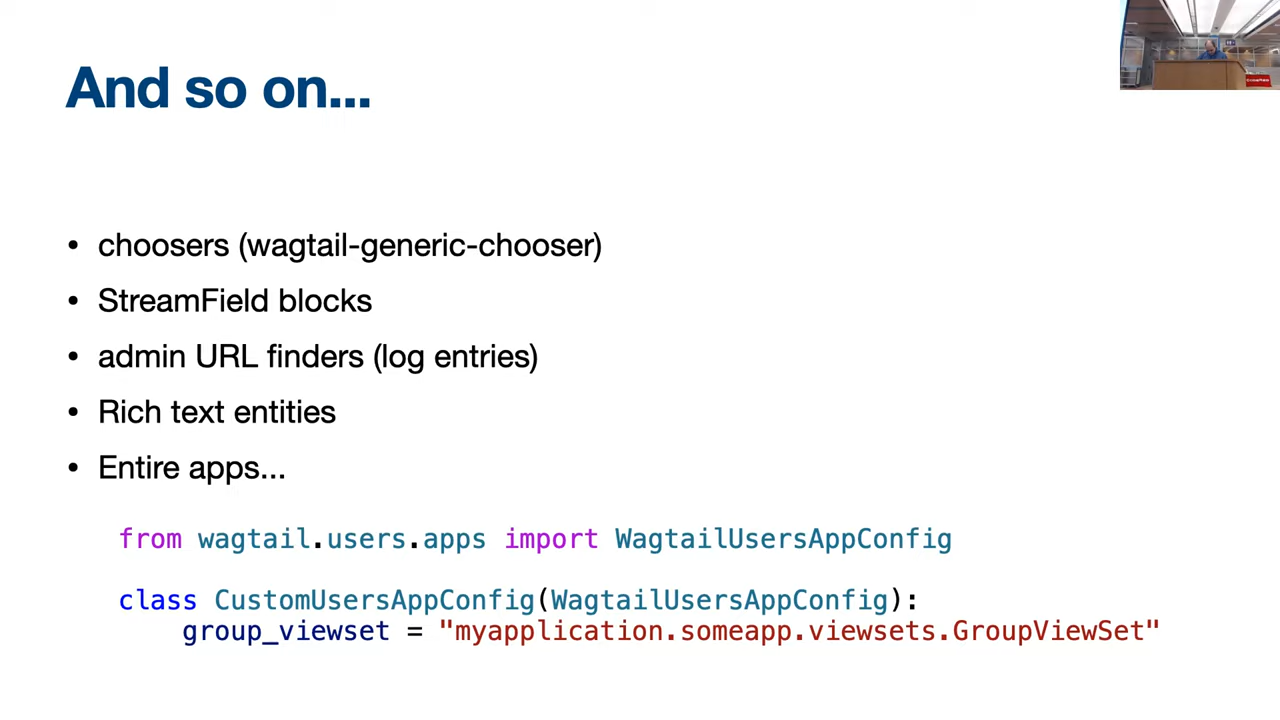 And so on...
• choosers (wagtail-generic-chooser)
• StreamField blocks
• admin URL finders (log entries)
• Rich text entities
• Entire apps...
from wagtail.users.apps import WagtailUsersAppConfig
class CustomUsersAppConfig(WagtailUsersAppConfig):
    group_viewset = "myapplication.someapp.viewsets.GroupViewSet"